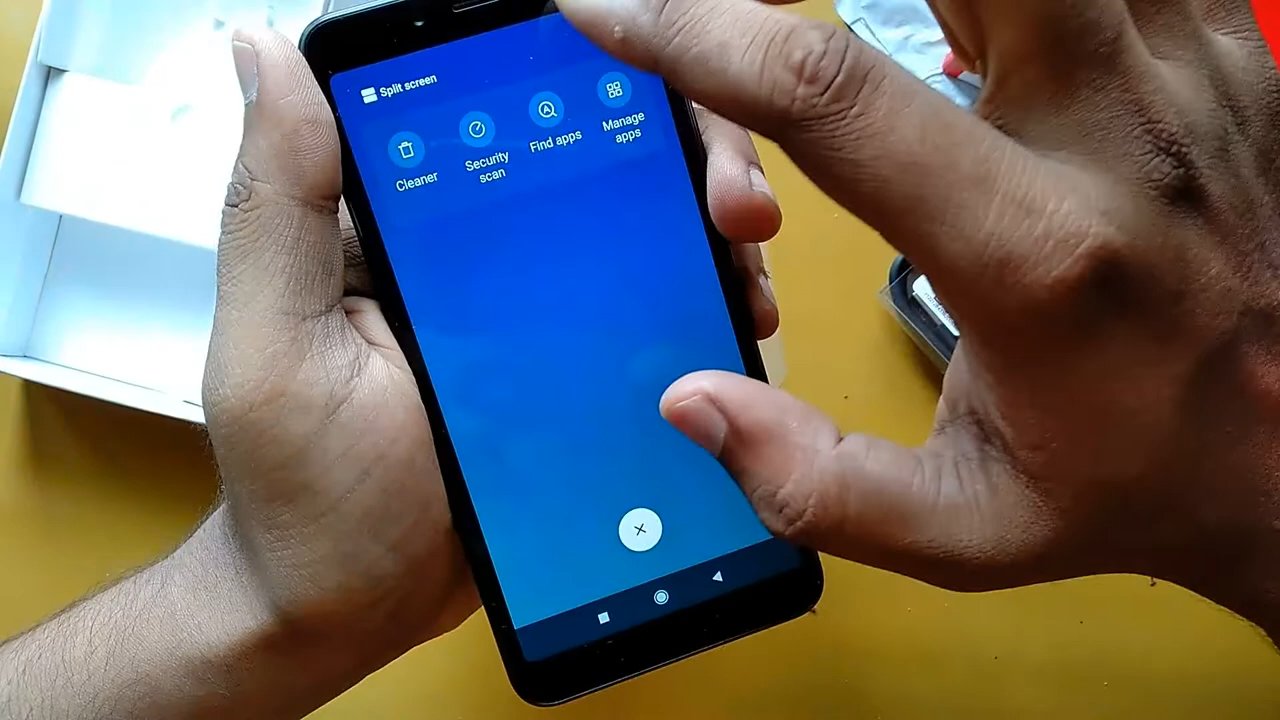 Split screen
Cleaner
Security
scan
Find apps
Manage
apps